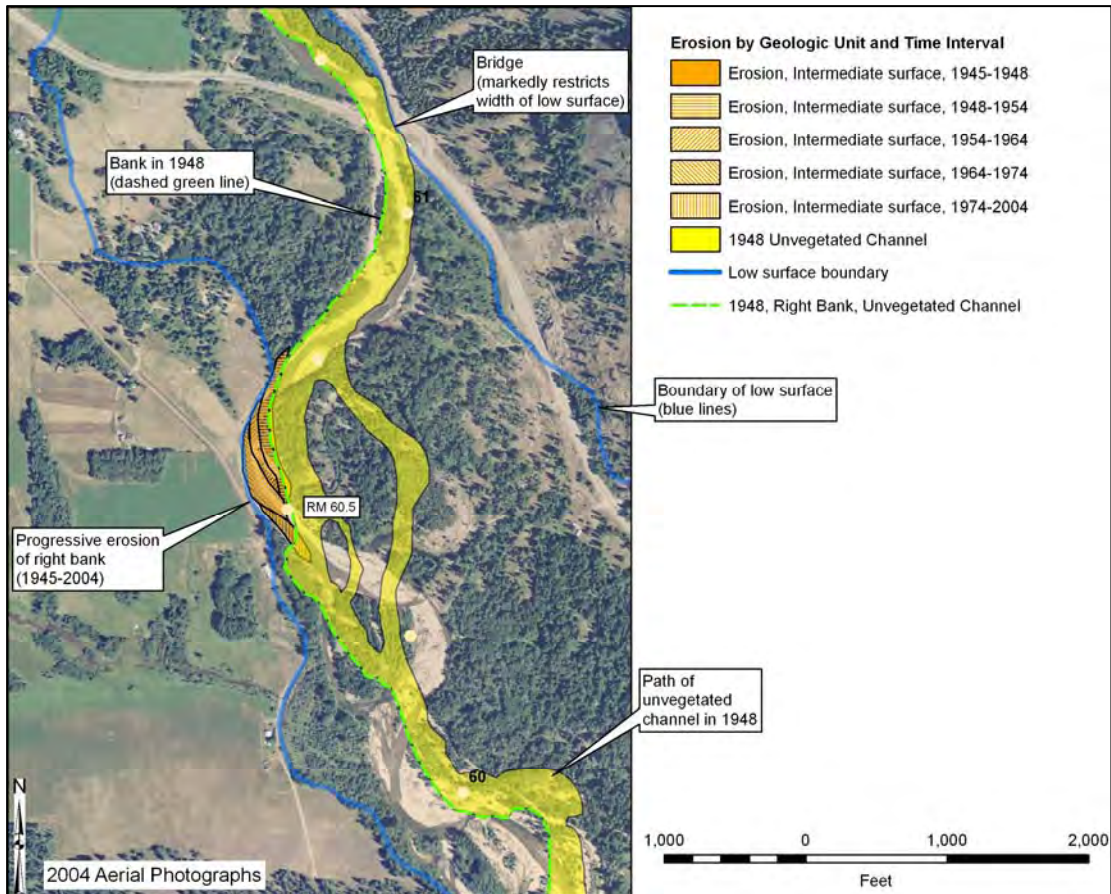 Bridge
(markedly restricts
width of low surface)
Bank in 1948
(dashed green line)
61
RM 60.5
Progressive erosion
of right bank
(1945-2004)
Boundary of low surface
(blue lines)
Path of
unvegetated
channel in 1948
60
N
2004 Aerial Photographs
Erosion by Geologic Unit and Time Interval
Erosion, Intermediate surface, 1945-1948
Erosion, Intermediate surface, 1948-1954
Erosion, Intermediate surface, 1954-1964
Erosion, Intermediate surface, 1964-1974
Erosion, Intermediate surface, 1974-2004
1948 Unvegetated Channel
Low surface boundary
1948, Right Bank, Unvegetated Channel
1,000 0 1,000 2,000
Feet